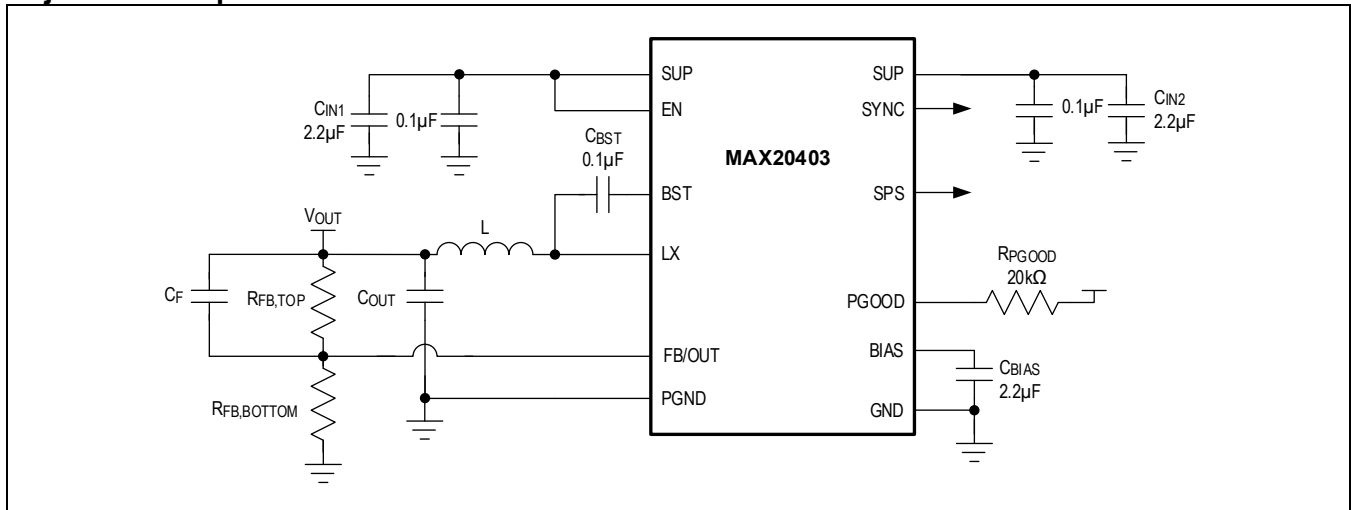 SUP
EN
CIN1
2.2µF
0.1µF
CBST
0.1µF
BST
VOUT
L
LX
CF
RFB,TOP
COUT
FB/OUT
RFB,BOTTOM
PGND
MAX20403
SUP
SYNC
0.1µF
CIN2
2.2µF
SPS
RPGOOD
20kΩ
PGOOD
BIAS
CBIAS
2.2µF
GND